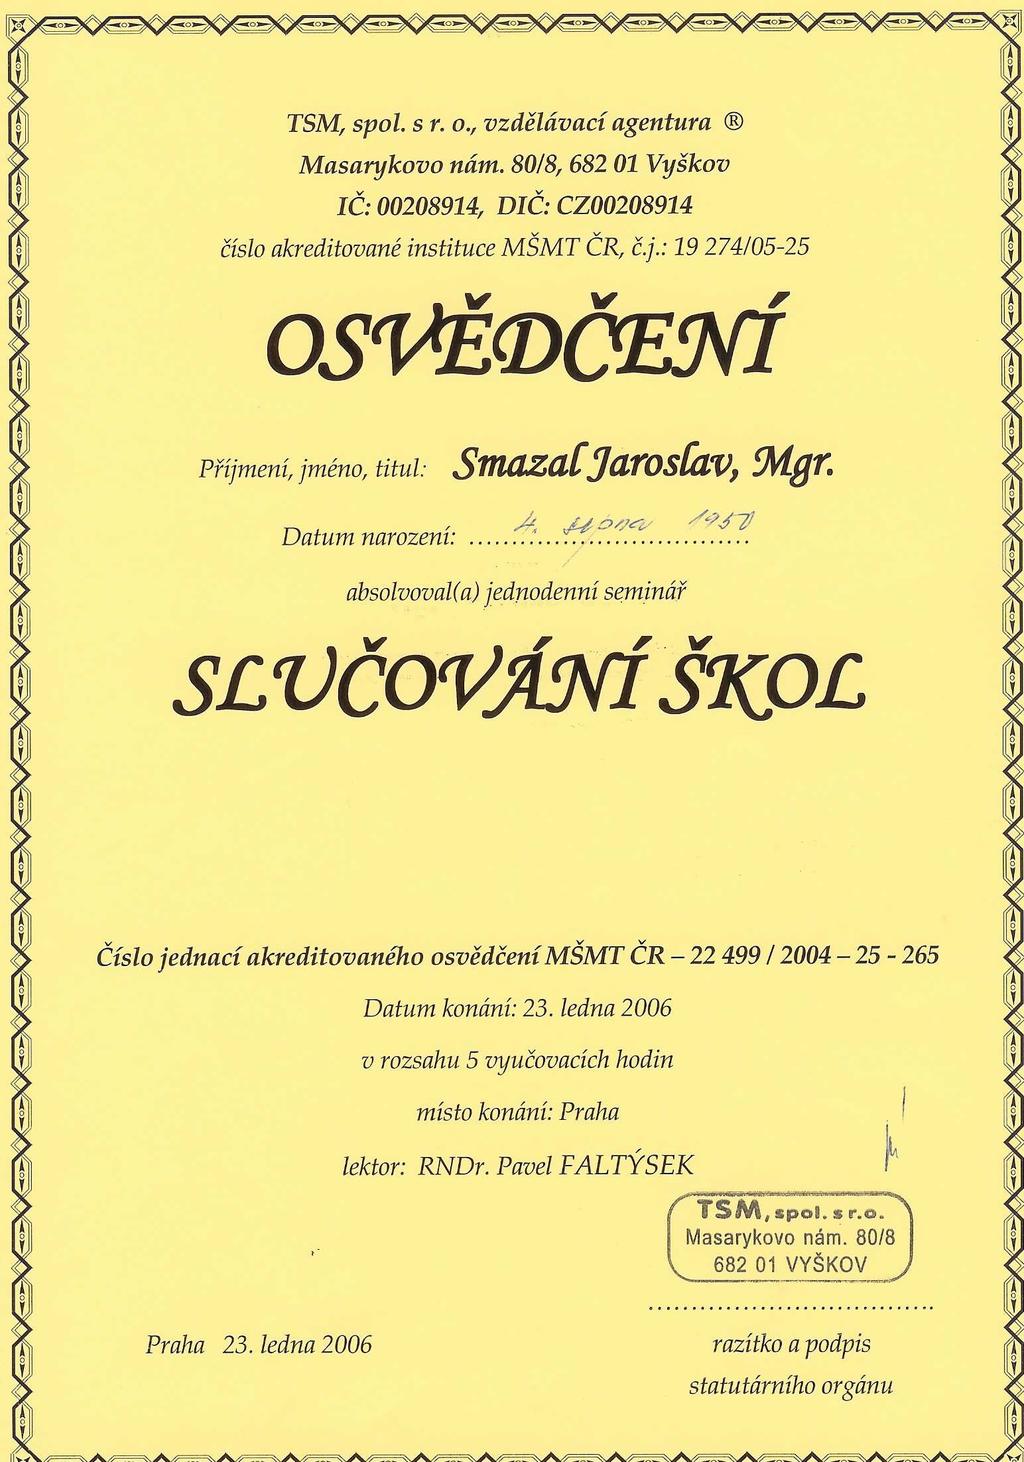 TSM, spol. s r. o., vzdělávací agentura ®
Masarykovo nám. 80/8, 682 01 Vyškov
IČ: 00208914, DIČ: CZ00208914
číslo akreditované instituce MŠMT ČR, č.j.: 19 274/05-25
OSVĚDČENÍ
Příjmení, jméno, titul: Smazal Jaroslav, Mgr.
Datum narození: 4. srpna 1950
absolvoval(a) jednodenní seminář
SLUČOVÁNÍ ŠKOL
Číslo jednací akreditovaného osvědčení MŠMT ČR – 22 499 / 2004 – 25 - 265
Datum konání: 23. ledna 2006
v rozsahu 5 vyučovacích hodin
místo konání: Praha
lektor: RNDr. Pavel FALTÝSEK
TSM, spol. s r.o.
Masarykovo nám. 80/8
682 01 VYŠKOV
Praha 23. ledna 2006
razítko a podpis
statutárního orgánu